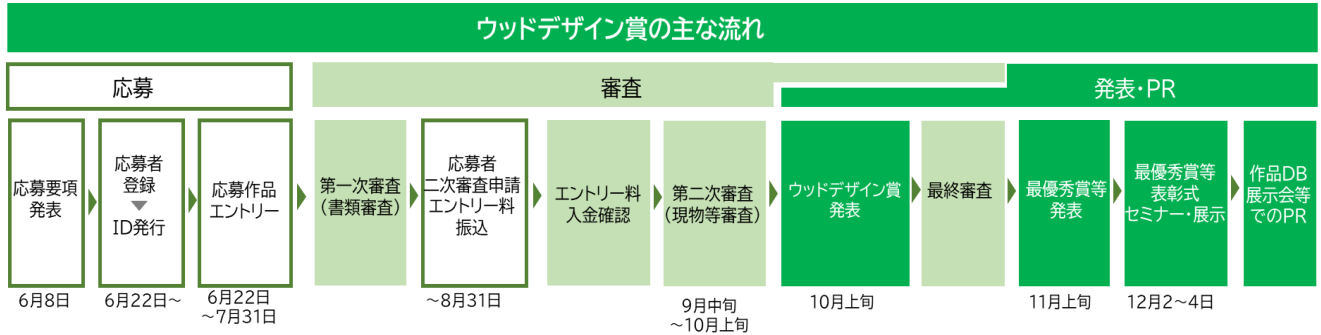 ウッドデザイン賞の主な流れ
応募
審査
発表・PR
応募要項
発表
6月8日
応募者
登録
ID発行
6月22日～
応募作品
エントリー
6月22日
～7月31日
第一次審査
（書類審査）
応募者
二次審査申請
エントリー料
振込
～8月31日
エントリー料
入金確認
第二次審査
（現物等審査）
9月中旬
～10月上旬
ウッドデザイン賞
発表
10月上旬
最終審査
最優秀賞等
発表
11月上旬
最優秀賞等
表彰式
セミナー・展示
12月2～4日
作品DB
展示会等
でのPR